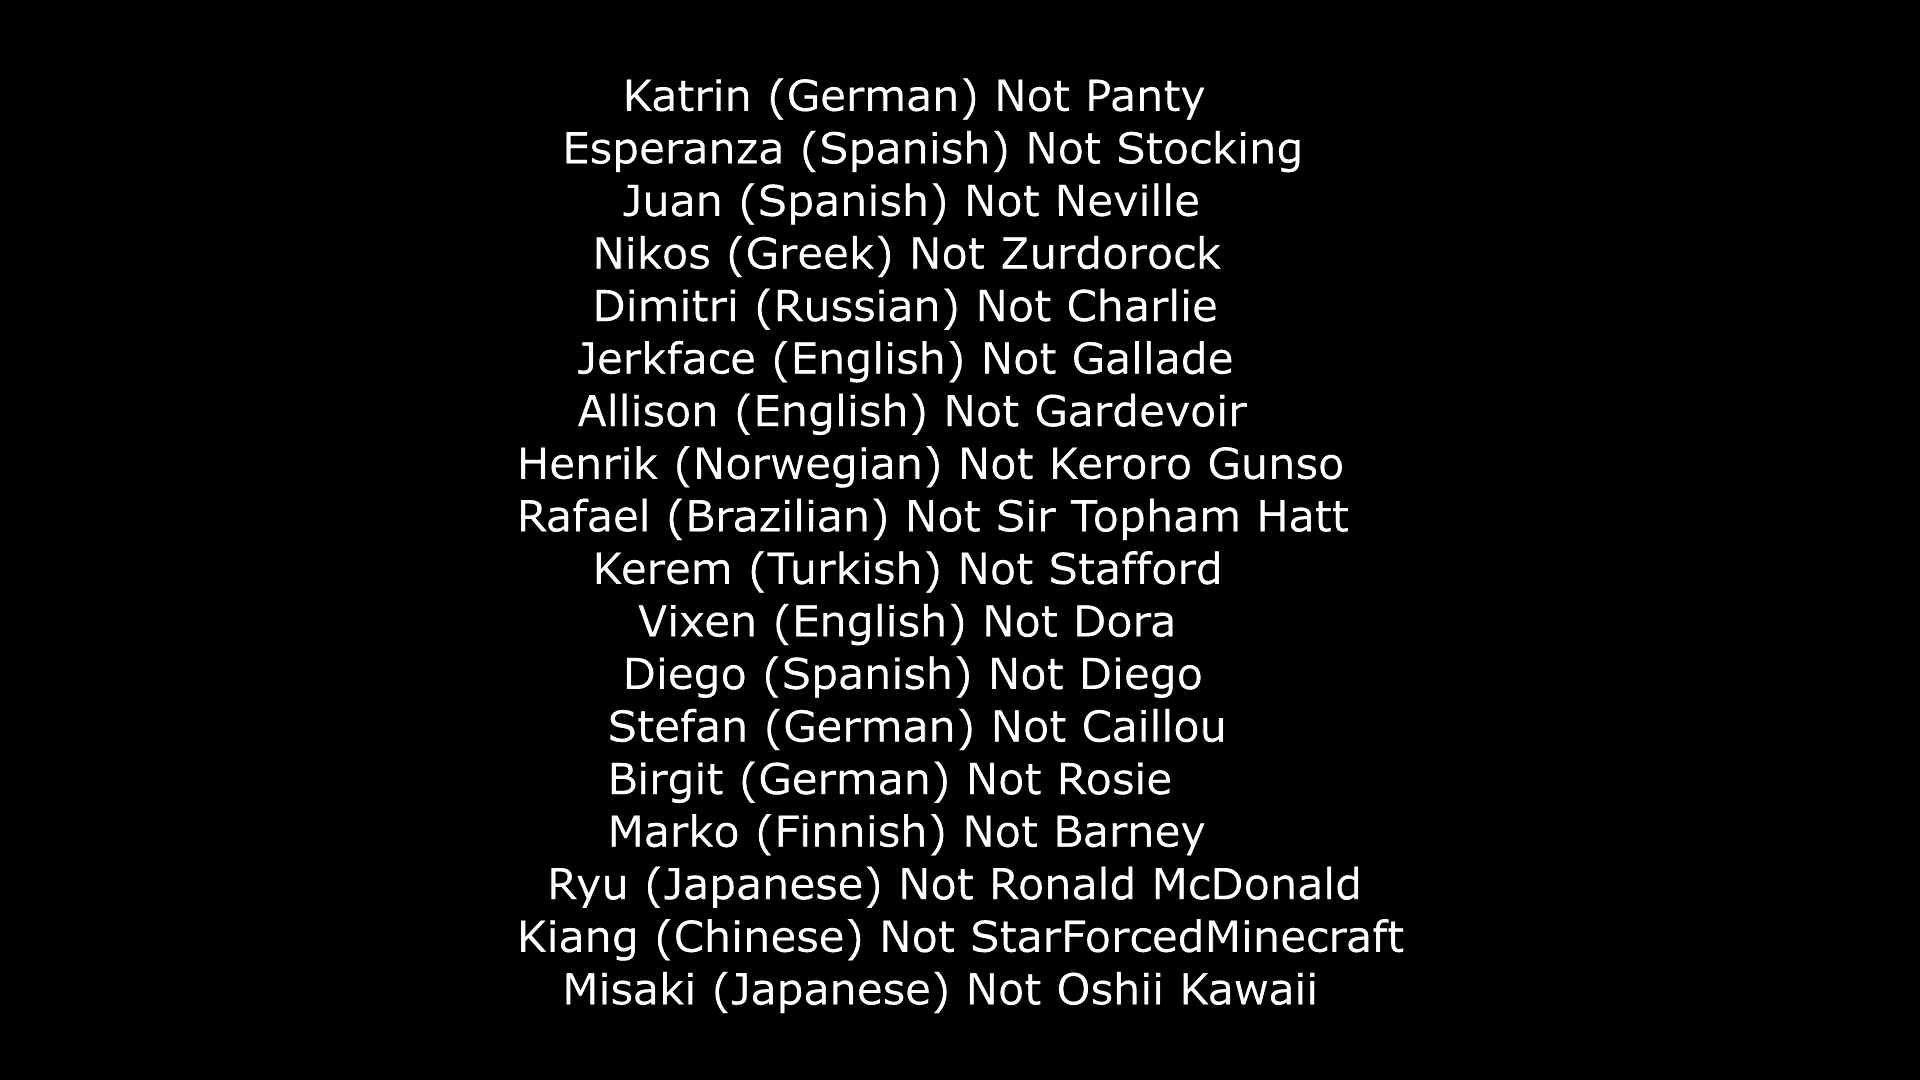 Katrin (German) Not Panty
Esperanza (Spanish) Not Stocking
Juan (Spanish) Not Neville
Nikos (Greek) Not Zurdorock
Dimitri (Russian) Not Charlie
Jerkface (English) Not Gallade
Allison (English) Not Gardevoir
Henrik (Norwegian) Not Keroro Gunso
Rafael (Brazilian) Not Sir Topham Hatt
Kerem (Turkish) Not Stafford
Vixen (English) Not Dora
Diego (Spanish) Not Diego
Stefan (German) Not Caillou
Birgit (German) Not Rosie
Marko (Finnish) Not Barney
Ryu (Japanese) Not Ronald McDonald
Kiang (Chinese) Not StarForcedMinecraft
Misaki (Japanese) Not Oshii Kawaii